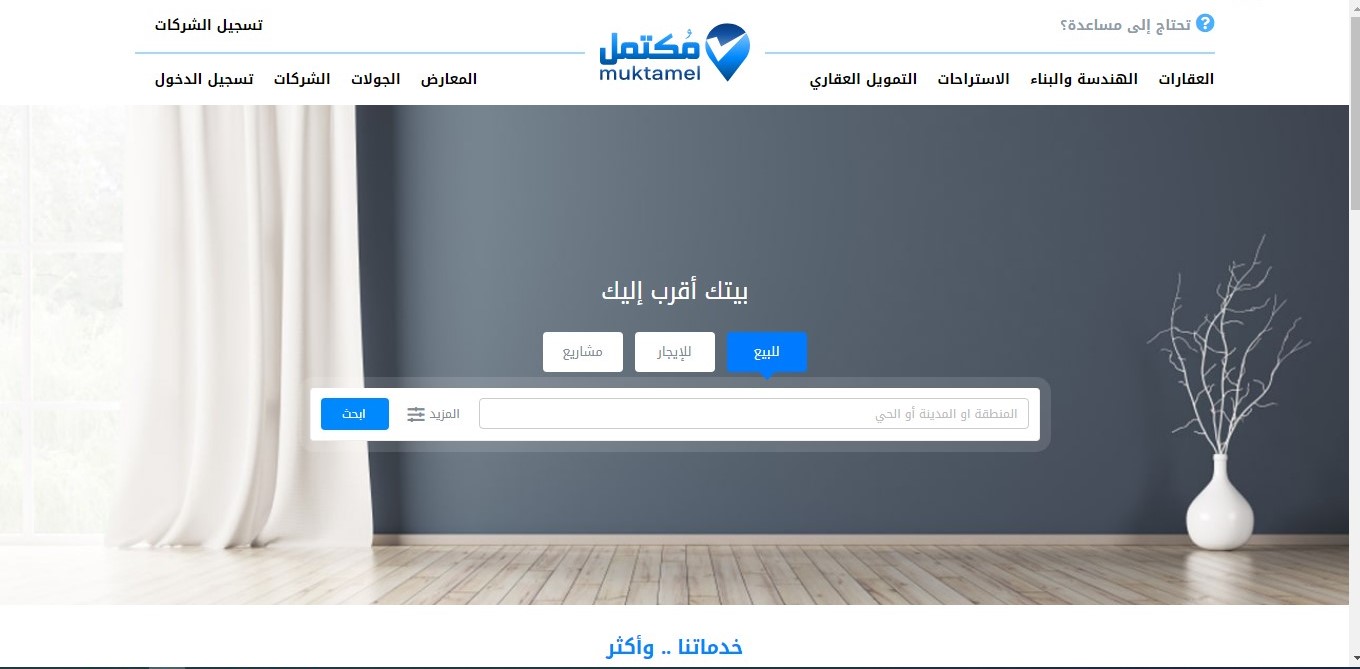 تحتاج إلى مساعدة؟
تسجيل الشركات
مُكتمل
muktamel
العقارات
الهندسة والبناء
الاستراحات
التمويل العقاري
المعارض
الجولات
الشركات
تسجيل الدخول
بيتك أقرب إليك
للبيع
للإيجار
مشاريع
المنطقة او المدينة أو الحي
المزيد
ابحث
خدماتنا .. وأكثر